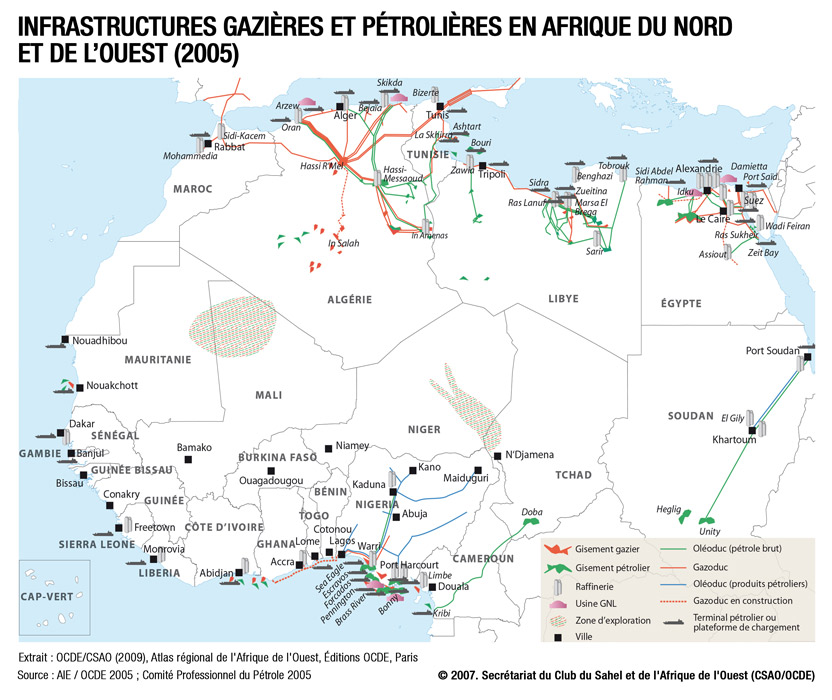 INFRASTRUCTURES GAZIÈRES ET PÉTROLIÈRES EN AFRIQUE DU NORD
ET DE L'OUEST (2005)
Skikda
Bizerte
Arzew
Bejaia
Alger
Tunis
Oran
Sidi-Kacem
Rabbat
Mohammedia
La Skhirra
Ashtart
Bouri
TUNISIE
Hassi R'Mel
Hassi-
Messaoud
Zawia
Tripoli
Tobrouk
Benghazi
Sidra
Zueitina
Ras Lanuf
Marsa El
Brega
Sidi Abdel
Rahman
Alexandrie
Damietta
Port Saïd
Idku
Suez
Le Caire
Wadi Feiran
Ras Sukheir
Assiout
Zeit Bay
MAROC
In Salah
In Amenas
Sarir
ALGÉRIE
LIBYE
ÉGYPTE
Nouadhibou
MAURITANIE
Nouakchott
MALI
NIGER
TCHAD
SOUDAN
Port Soudan
El Gily
Khartoum
Dakar
SÉNÉGAL
GAMBIE
Banjul
Bissau
GUINÉE BISSAU
Bamako
BURKINA FASO
Ouagadougou
Niamey
N'Djamena
Conakry
GUINÉE
Freetown
SIERRA LEONE
Monrovia
LIBERIA
CÔTE D'IVOIRE
Abidjan
GHANA
Accra
TOGO
Lome
BÉNIN
Cotonou
Lagos
Kaduna
Kano
Maiduguri
NIGERIA
Abuja
Warri
Port Harcourt
Sea Eagle
Escravos
Forcados
Pennington
Brass River
Bonny
Limbe
Douala
Kribi
CAMEROUN
Doba
Heglig
Unity
CAP-VERT
Gisement gazier
Gisement pétrolier
Raffinerie
Usine GNL
Zone d'exploration
Ville
Oléoduc (pétrole brut)
Gazoduc
Oléoduc (produits pétroliers)
Gazoduc en construction
Terminal pétrolier ou
plateforme de chargement
Extrait : OCDE/CSAO (2009), Atlas régional de l'Afrique de l'Ouest, Éditions OCDE, Paris
Source : AIE / OCDE 2005 ; Comité Professionnel du Pétrole 2005
© 2007. Secrétariat du Club du Sahel et de l'Afrique de l'Ouest (CSAO/OCDE)